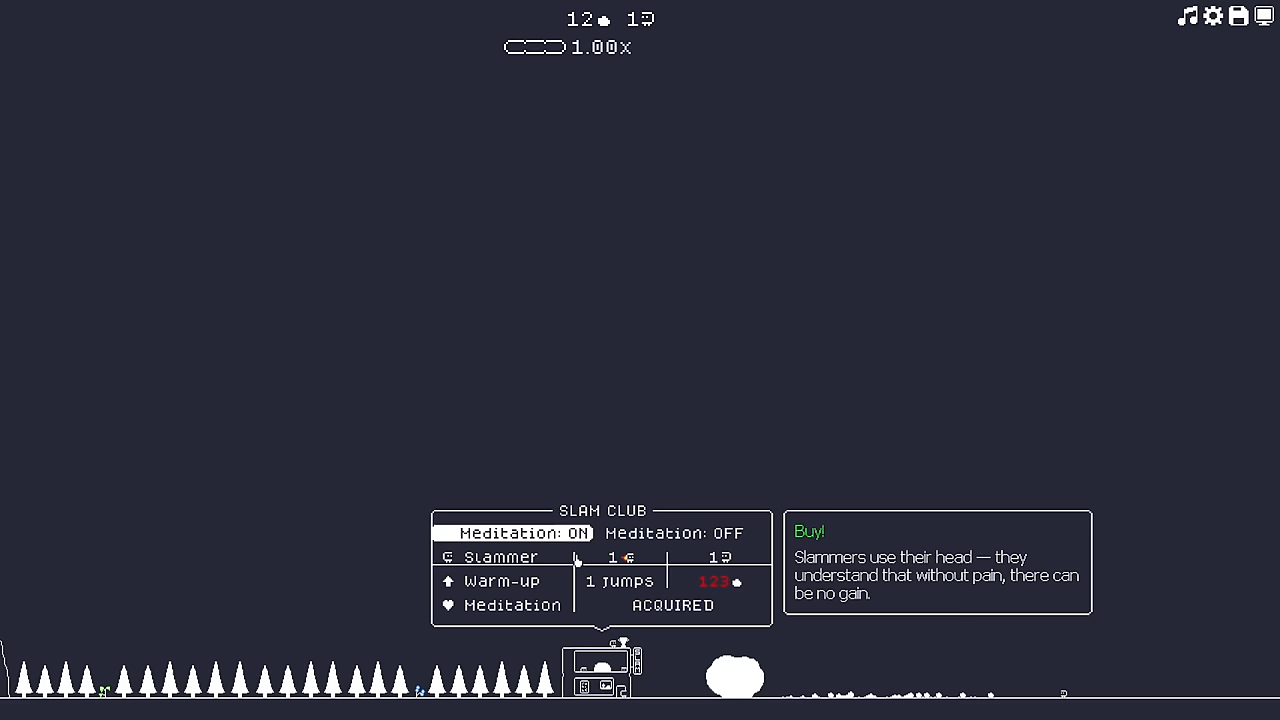 12 1
1.00x
SLAM CLUB
Meditation: ON Meditation: OFF
Slammer 1 1
Warm-up 1 jumps 123
Meditation ACQUIRED
Buy!
Slammers use their head — they
understand that without pain, there can
be no gain.